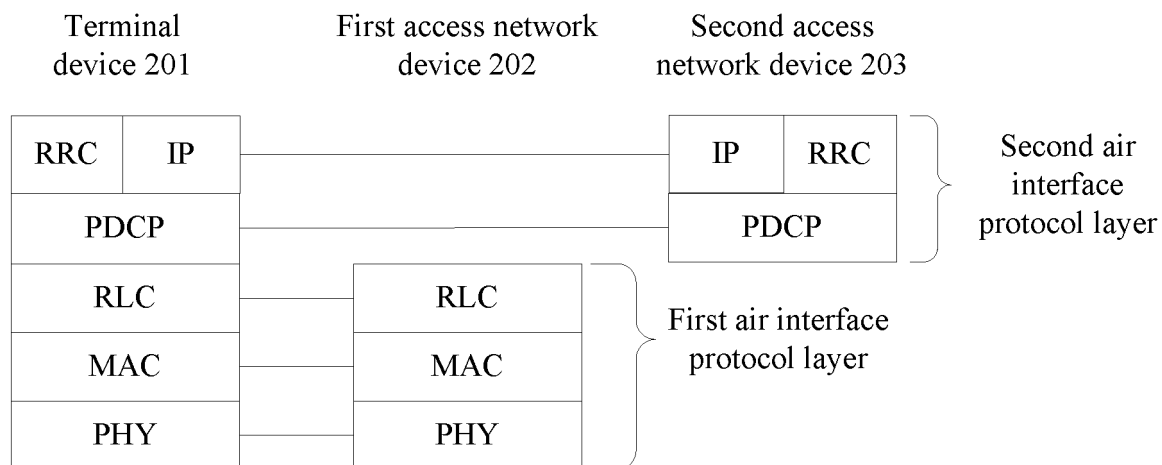 Terminal
device 201
First access network
device 202
Second access
network device 203
RRC
IP
IP
RRC
PDCP
PDCP
Second air
interface
protocol layer
RLC
RLC
MAC
MAC
PHY
PHY
First air interface
protocol layer